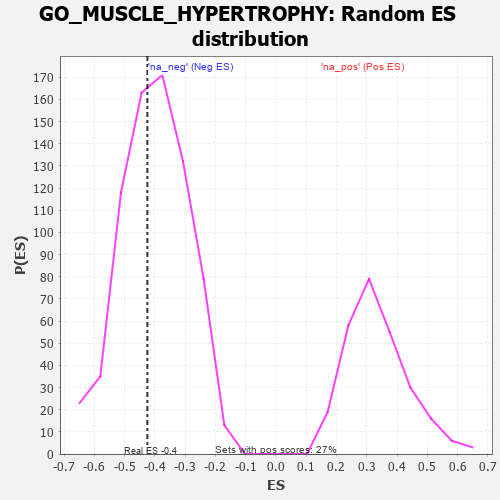 GO_MUSCLE_HYPERTROPHY: Random ES
distribution
'na_neg' (Neg ES)
'na_pos' (Pos ES)
170
160
150
140
130
120
110
100
90
80
70
60
50
40
30
20
10
0
P(ES)
Real ES -0.4
Sets with pos scores: 27%
-0.7 -0.6 -0.5 -0.4 -0.3 -0.2 -0.1 0.0 0.1 0.2 0.3 0.4 0.5 0.6 0.7
ES